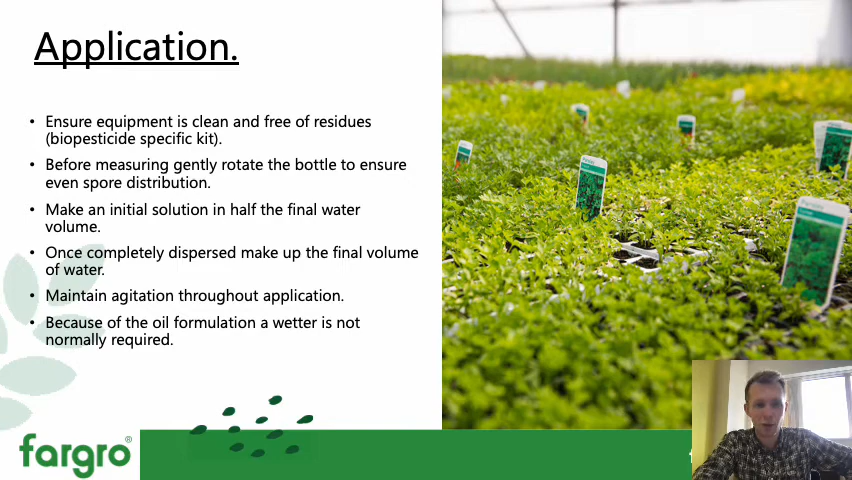 Application.
• Ensure equipment is clean and free of residues
(biopesticide specific kit).
• Before measuring gently rotate the bottle to ensure
even spore distribution.
• Make an initial solution in half the final water
volume.
• Once completely dispersed make up the final volume
of water.
• Maintain agitation throughout application.
• Because of the oil formulation a wetter is not
normally required.
fargro®